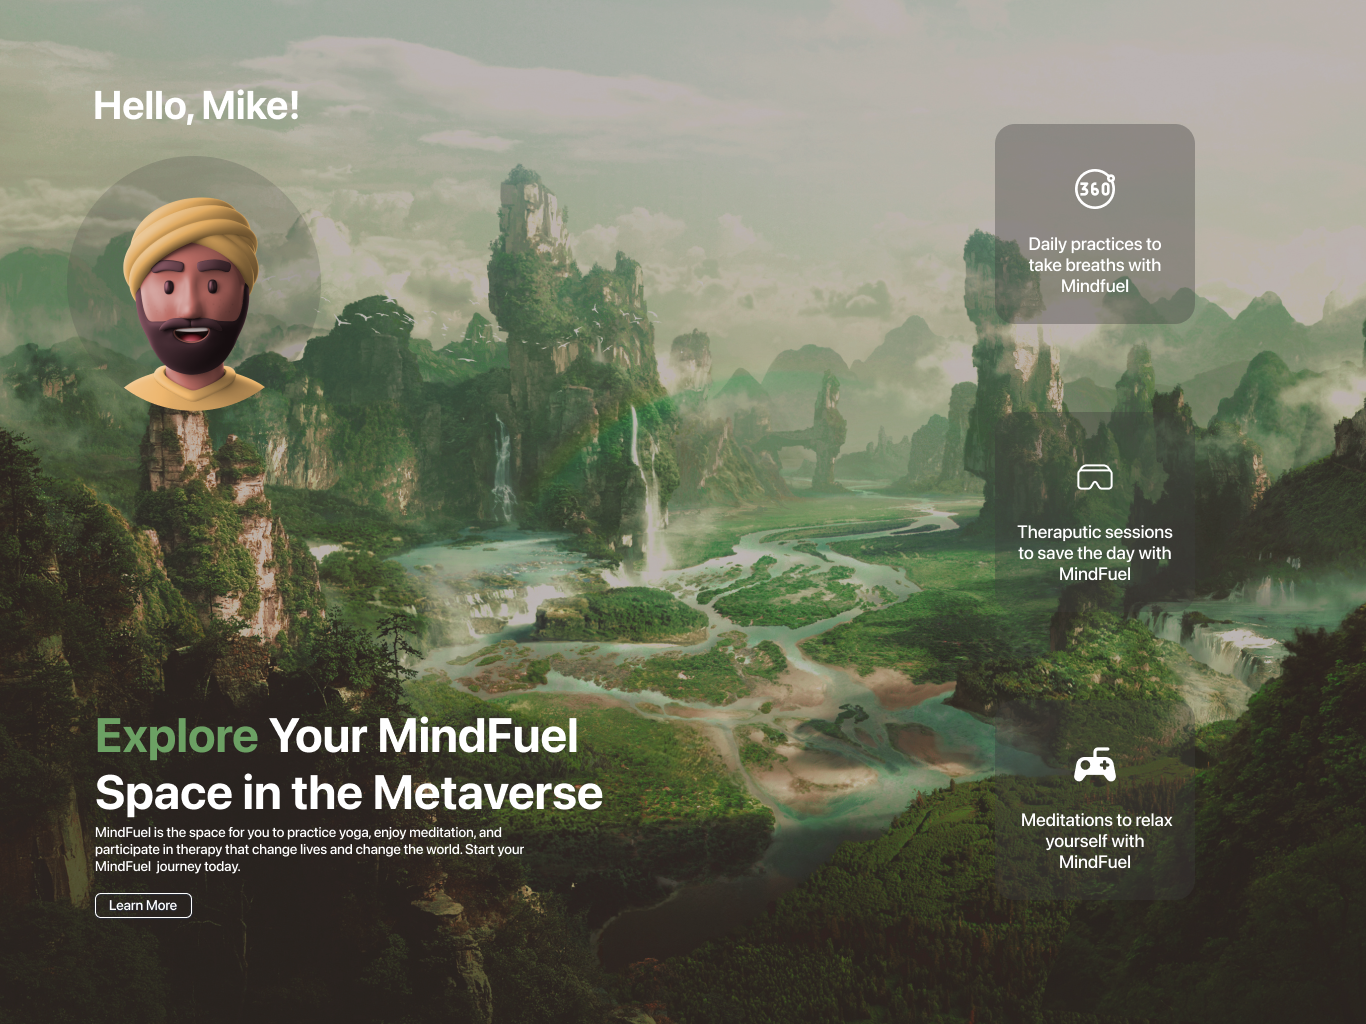 Hello, Mike!
360
Daily practices to
take breaths with
Mindfuel
Theraputic sessions
to save the day with
MindFuel
Explore Your MindFuel
Space in the Metaverse
MindFuel is the space for you to practice yoga, enjoy meditation, and
participate in therapy that change lives and change the world. Start your
MindFuel  journey today.
Learn More
Meditations to relax
yourself with
MindFuel